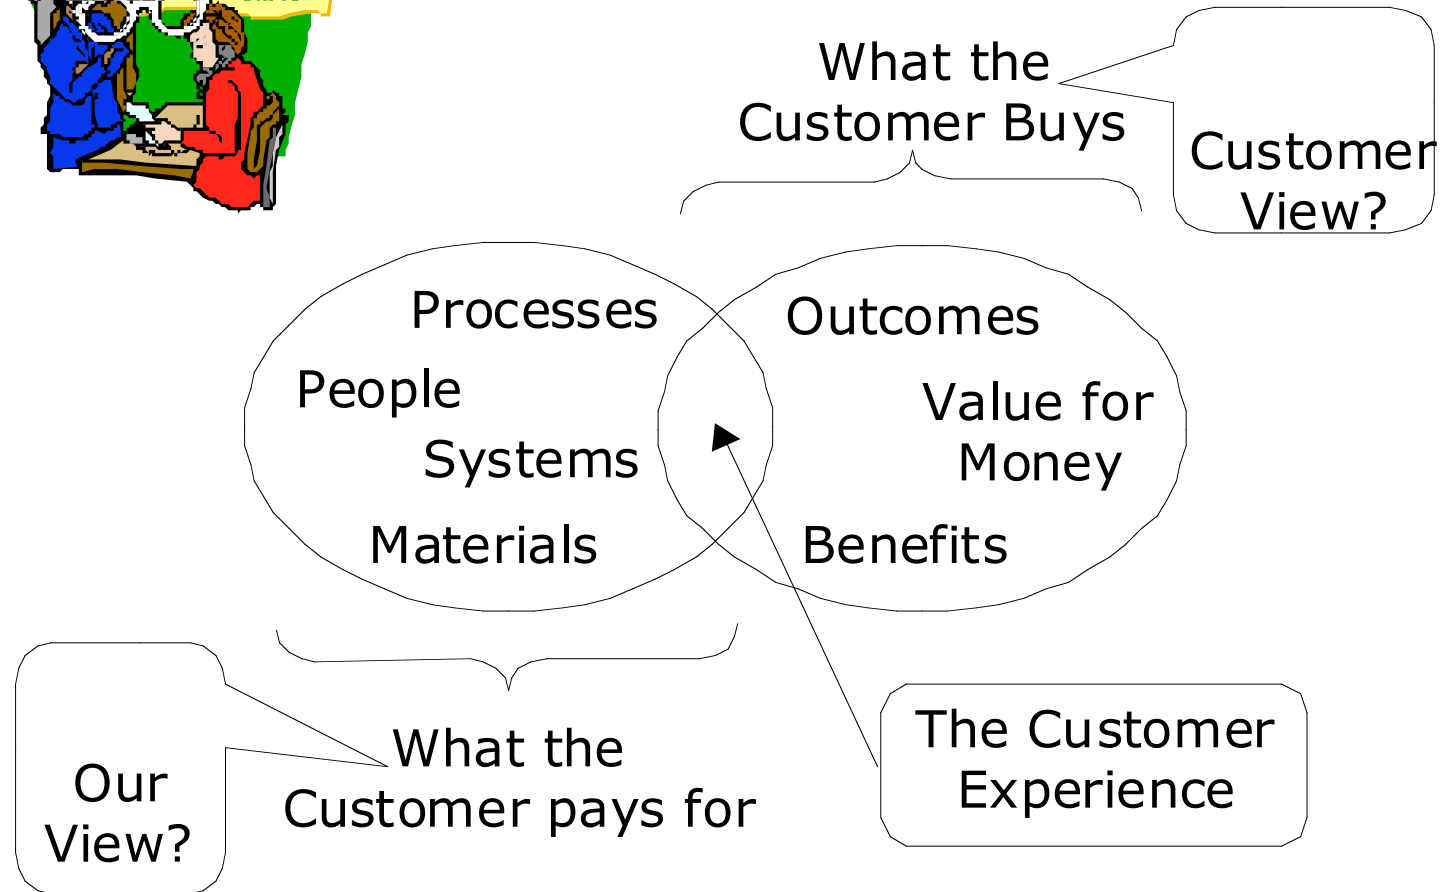 What the
Customer Buys
Customer
View?
Processes
Outcomes
People
Value for
Money
Systems
Materials
Benefits
What the
Customer pays for
Our
View?
The Customer
Experience